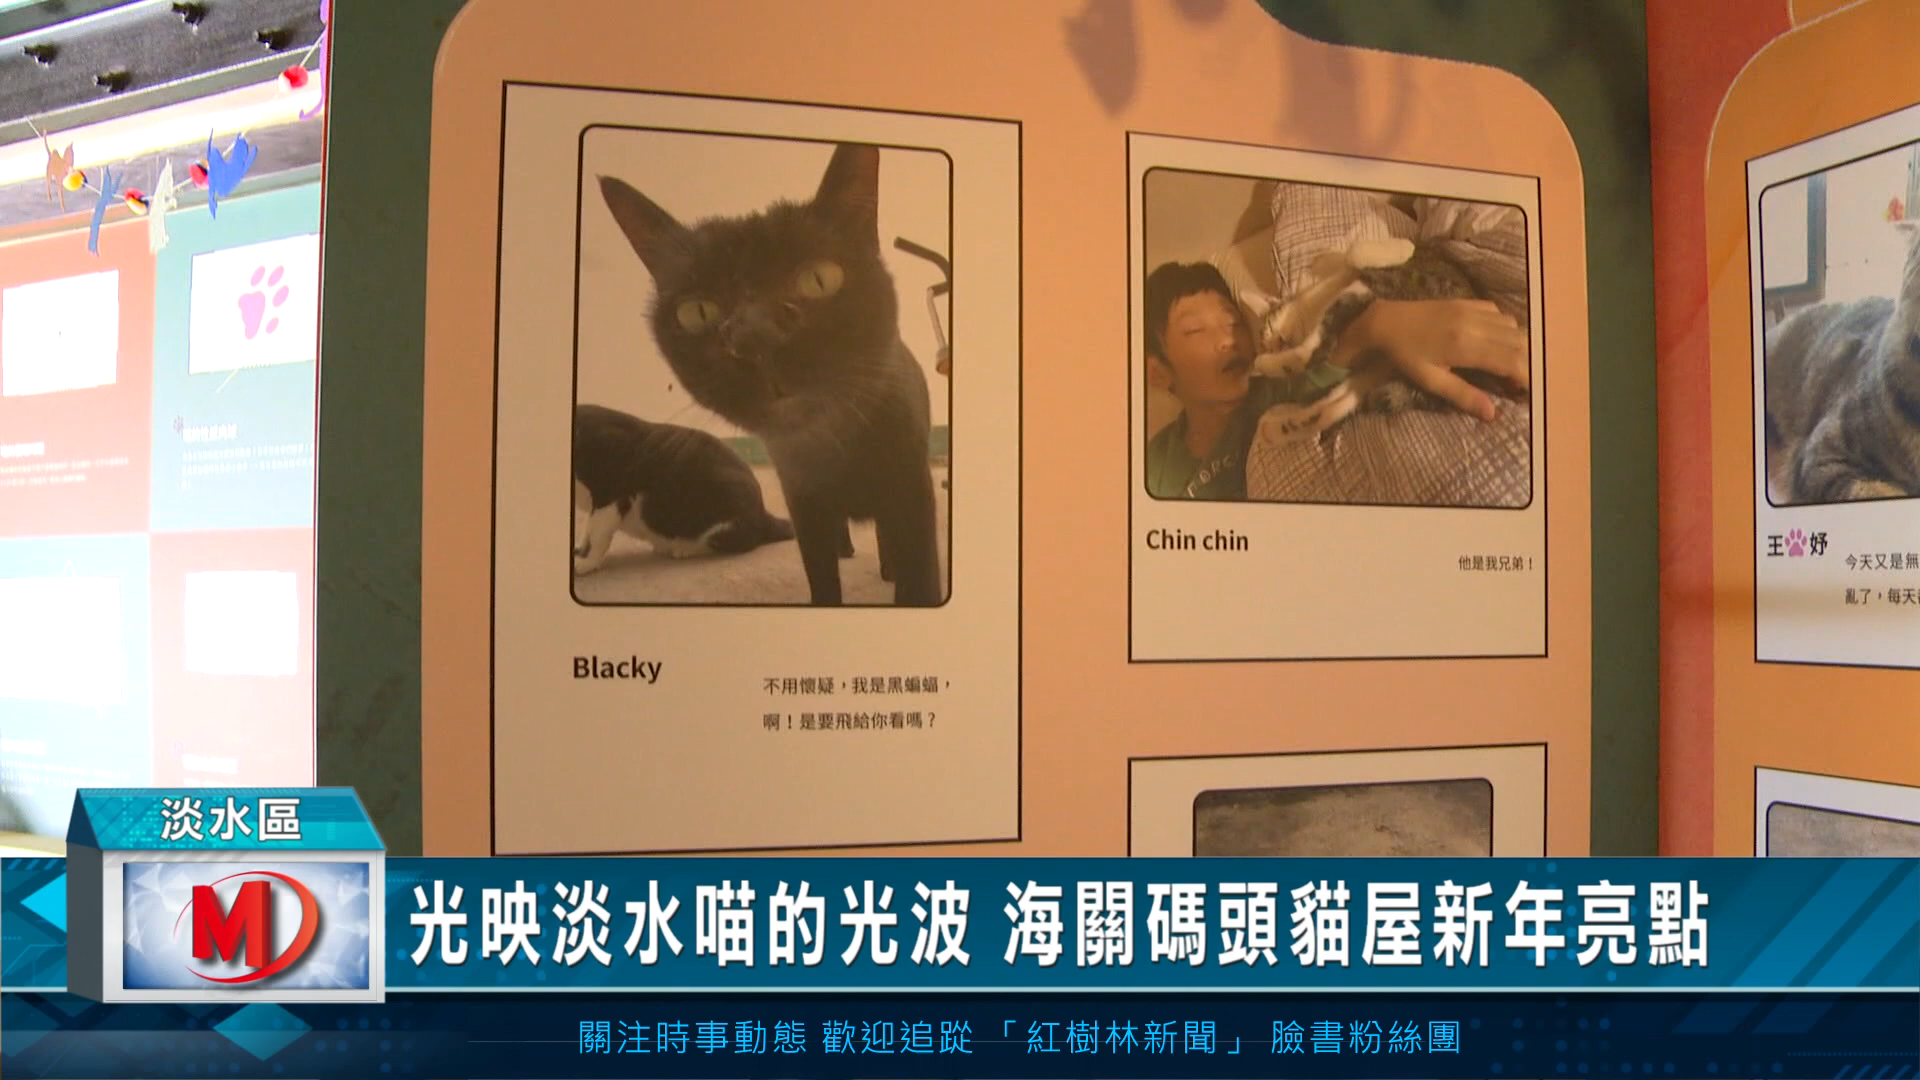 Blacky
不用懷疑，我是黑蝙蝠，
啊！是要飛給你看嗎？
Chin chin
他是我兄弟！
王妤
今天又是無
亂了，每天
淡水區
M
光映淡水喵的光波 海關碼頭貓屋新年亮點
關注時事動態 歡迎追蹤「紅樹林新聞」臉書粉絲團